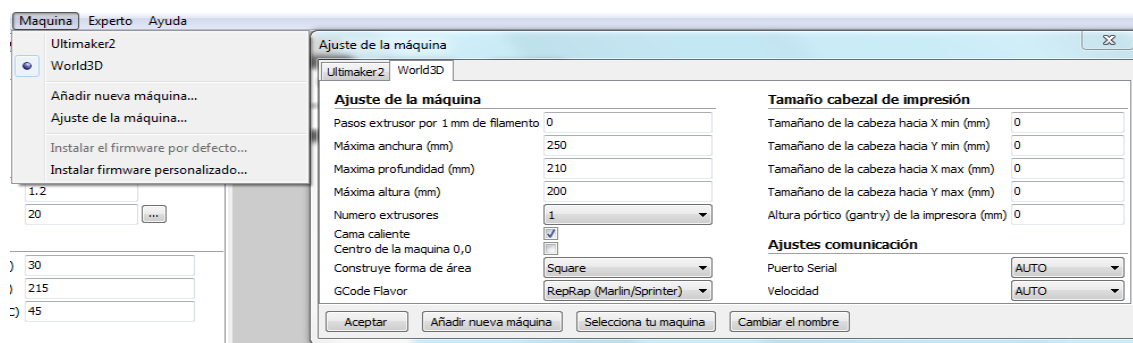 Maquina Experto Ayuda
Ultimaker2
World3D
Añadir nueva máquina...
Ajuste de la máquina...
Instalar el firmware por defecto...
Instalar firmware personalizado...
1.2
20 ...
) 30
) 215
C) 45
Ajuste de la máquina
Ultimaker2 World3D
Ajuste de la máquina
Pasos extrusor por 1 mm de filamento 0
Máxima anchura (mm) 250
Maxima profundidad (mm) 210
Máxima altura (mm) 200
Numero extrusores 1
Cama caliente
Centro de la maquina 0,0
Construye forma de área Square
GCode Flavor RepRap (Marlin/Sprinter)
Tamaño cabezal de impresión
Tamañano de la cabeza hacia X min (mm) 0
Tamañano de la cabeza hacia Y min (mm) 0
Tamañano de la cabeza hacia X max (mm) 0
Tamañano de la cabeza hacia Y max (mm) 0
Altura pórtico (gantry) de la impresora (mm) 0
Ajustes comunicación
Puerto Serial AUTO
Velocidad AUTO
Aceptar Añadir nueva máquina Selecciona tu maquina Cambiar el nombre